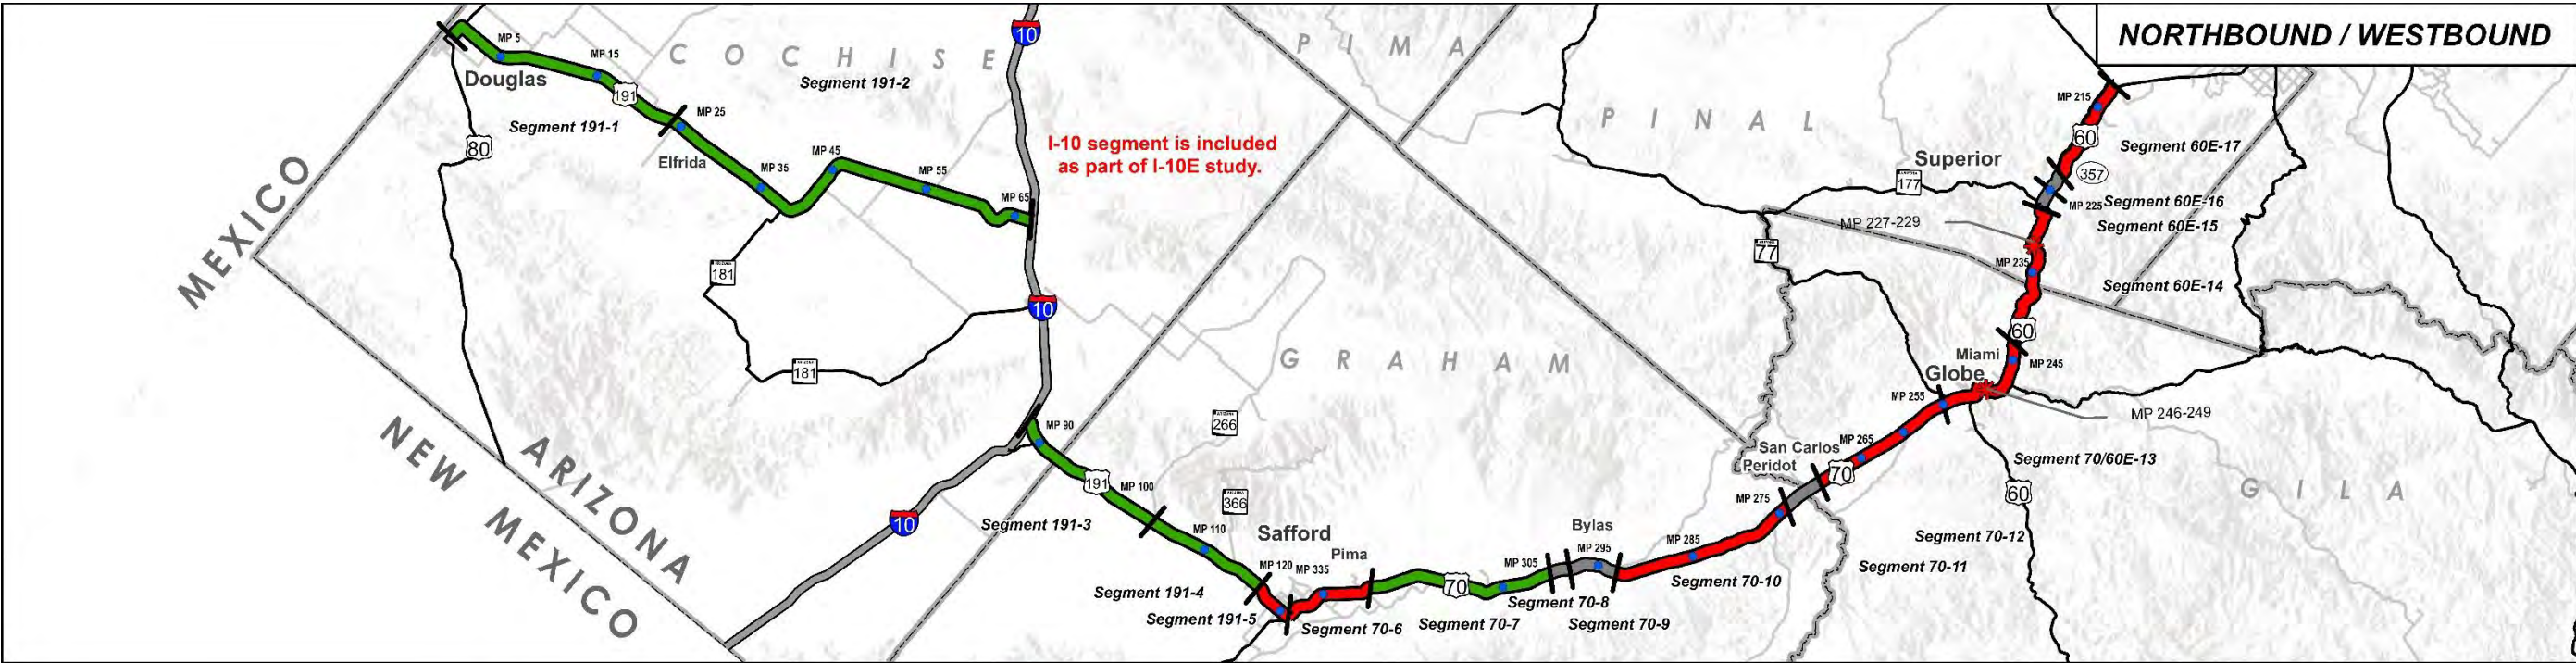 NORTHBOUND / WESTBOUND
10
MP 5
MP 15
COCHISE
Segment 191-2
PIMA
Douglas
191
MP 25
Segment 191-1
80
Elfrida
MP 35
MP 45
MP 55
MP 65
I-10 segment is included
as part of I-10E study.
PINAL
MP 215
60
Segment 60E-17
Superior
357
177
MP 225
Segment 60E-16
MP 227-229
Segment 60E-15
MEXICO
181
77
MP 235
Segment 60E-14
10
60
181
GRAHAM
Miami
Globe
MP 245
MP 255
MP 246-249
266
MP 90
NEW MEXICO
ARIZONA
San Carlos
Peridot
MP 265
70
Segment 70/60E-13
191
MP 100
366
MP 275
60
GILA
10
Segment 191-3
MP 110
Safford
Bylas
Segment 70-12
Pima
MP 285
MP 295
MP 305
Segment 70-11
MP 120
MP 335
70
Segment 70-10
Segment 191-4
Segment 70-8
Segment 191-5
Segment 70-6
Segment 70-7
Segment 70-9